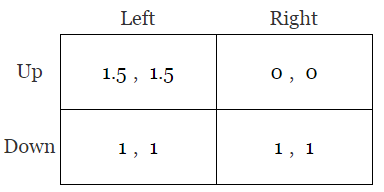 Left Right
Up 1.5 , 1.5 0 , 0
Down 1 , 1 1 , 1